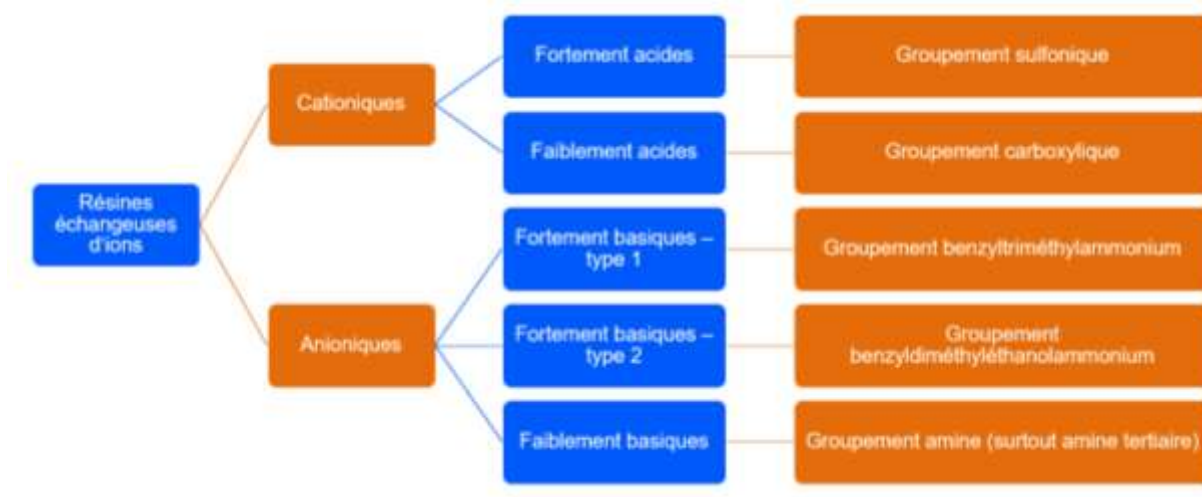 Fortement acides
Groupement sulfonique
Cationiques
Faiblement acides
Groupement carboxylique
Résines
échangeuses
d'ions
Fortement basiques –
type 1
Groupement benzyltriméthylammonium
Anioniques
Fortement basiques –
type 2
Groupement
benzyldiméthyléthanolammonium
Faiblement basiques
Groupement amine (surtout amine tertiaire)